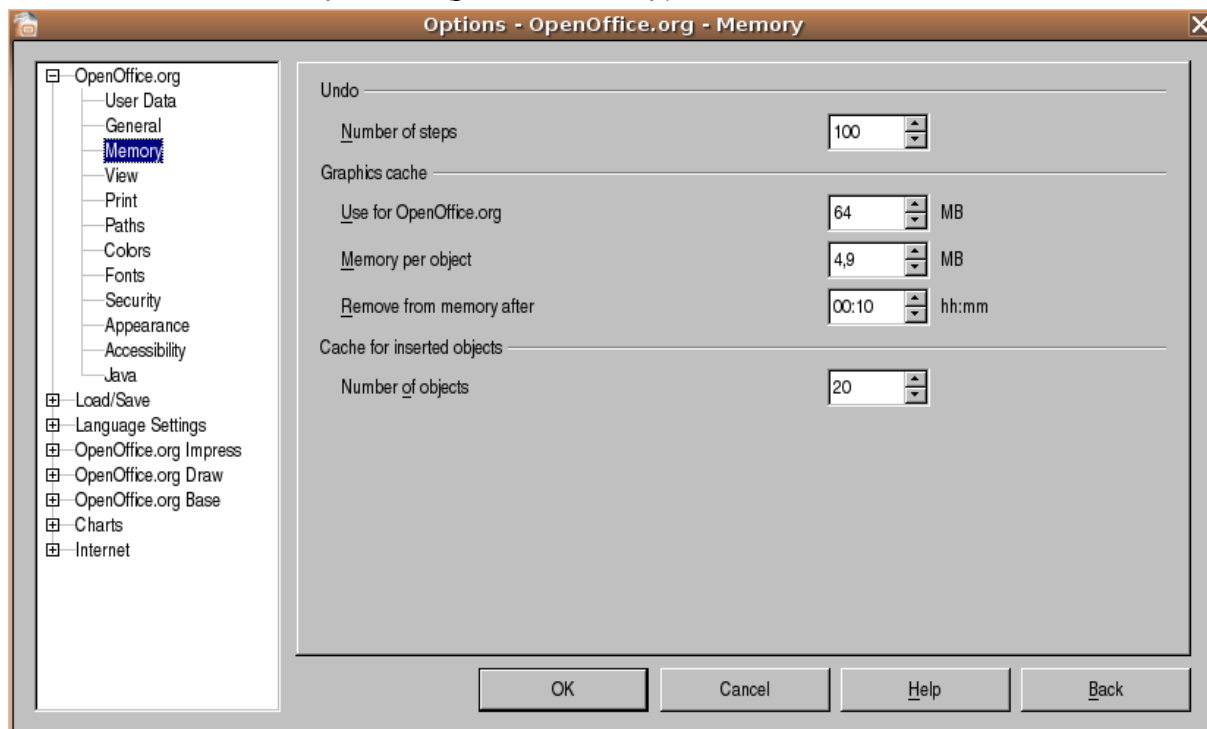 Options - OpenOffice.org - Memory
OpenOffice.org
User Data
General
Memory
View
Print
Paths
Colors
Fonts
Security
Appearance
Accessibility
Java
Load/Save
Language Settings
OpenOffice.org Impress
OpenOffice.org Draw
OpenOffice.org Base
Charts
Internet
Undo
Number of steps 100
Graphics cache
Use for OpenOffice.org 64 MB
Memory per object 4,9 MB
Remove from memory after 00:10 hh:mm
Cache for inserted objects
Number of objects 20
OK Cancel Help Back